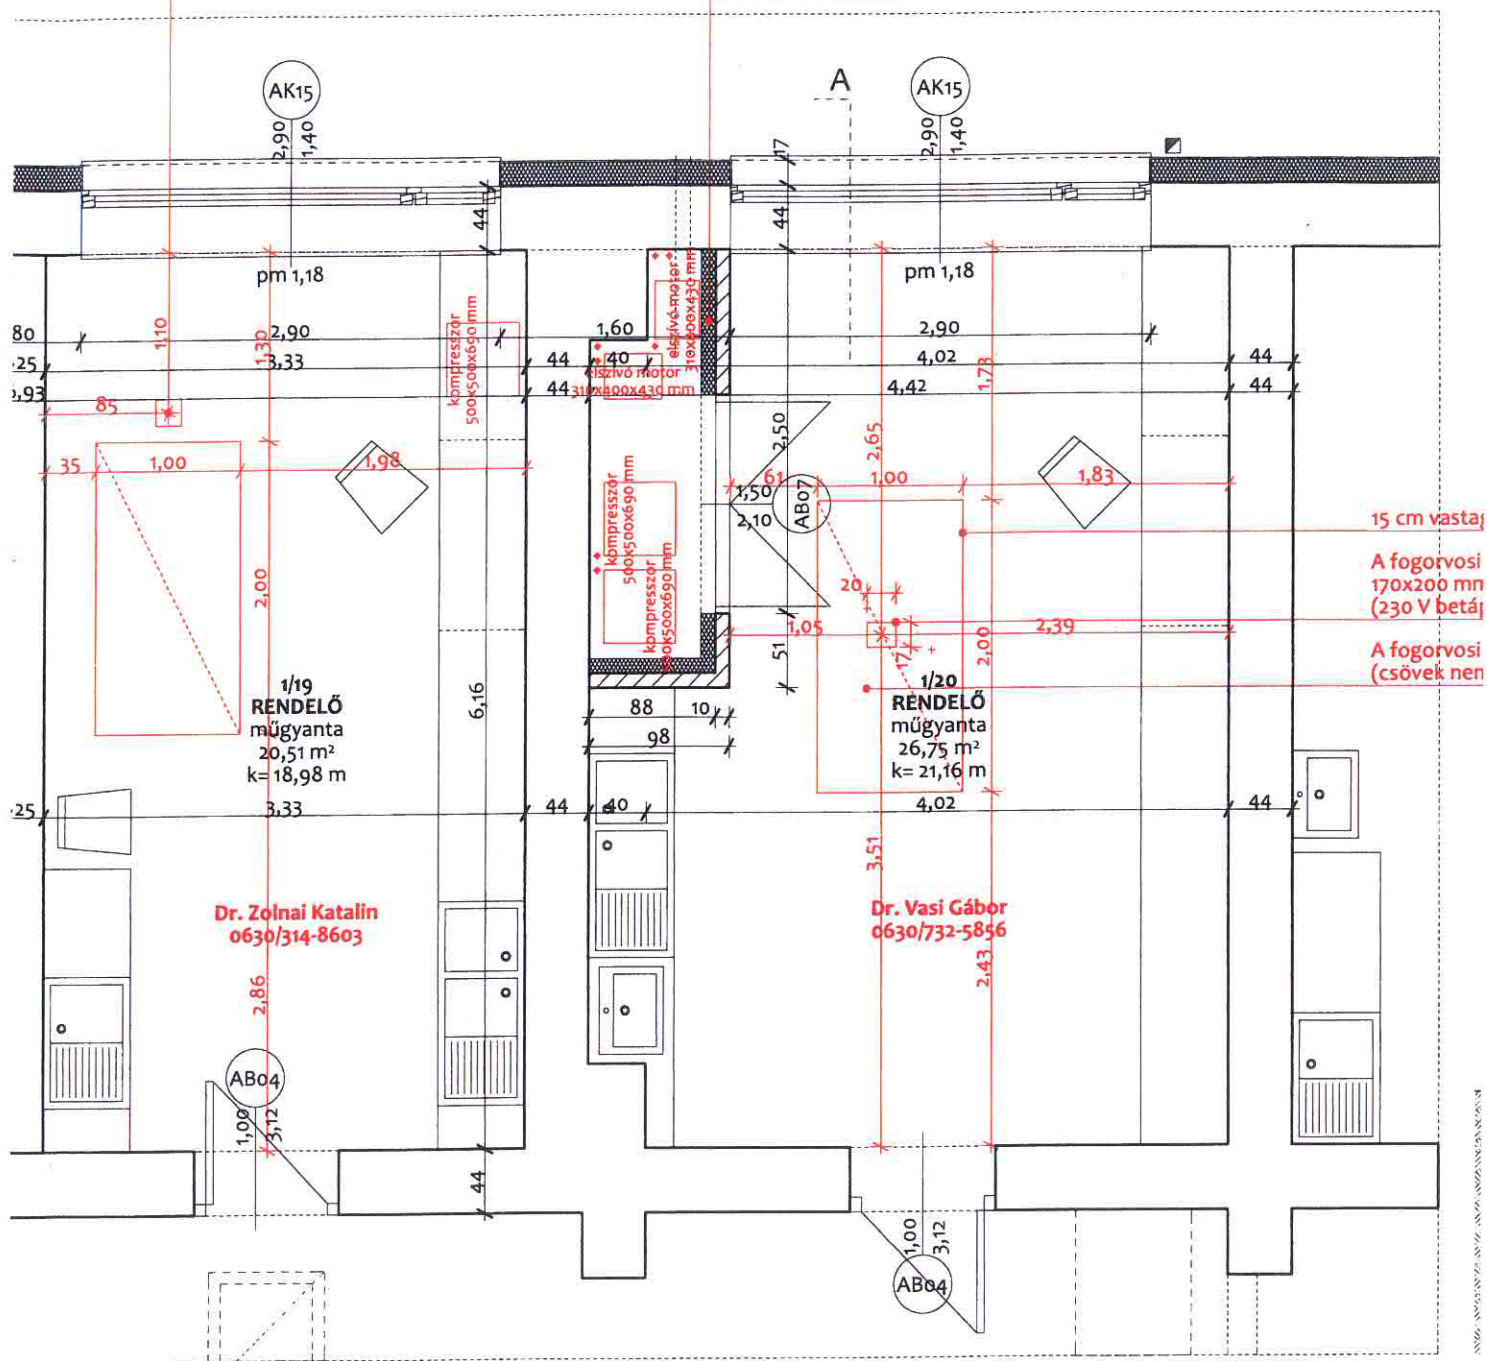 A
AK15
2,90
1,40
AK15
2,90
1,40
17
44
44
pm 1,18
pm 1,18
1,10
1,30
kompresszor
500x500x690 mm
elszívó motor
310x400x430 mm
80
2,90
1,60
2,90
,25
3,33
44
40
4,02
44
1,73
elszívó motor
310x400x430 mm
2,93
44
4,42
44
85
2,50
2,65
35
1,00
1,98
61
1,00
1,83
1,50
2,10
AB07
kompresszor
500x500x690 mm
15 cm vastag
A fogorvosi
170x200 mm
(230 V betáp
kompresszor
500x500x690 mm
2,00
20
1,05
2,39
51
17
2,00
A fogorvosi
(csövek nem
1/19
RENDELŐ
műgyanta
20,51 m²
k= 18,98 m
6,16
1/20
RENDELŐ
műgyanta
26,75 m²
k= 21,16 m
88
10
98
,25
3,33
44
40
4,02
44
3,51
Dr. Zolnai Katalin
0630/314-8603
Dr. Vasi Gábor
0630/732-5856
2,86
2,43
AB04
1,00
3,12
44
1,00
3,12
AB04